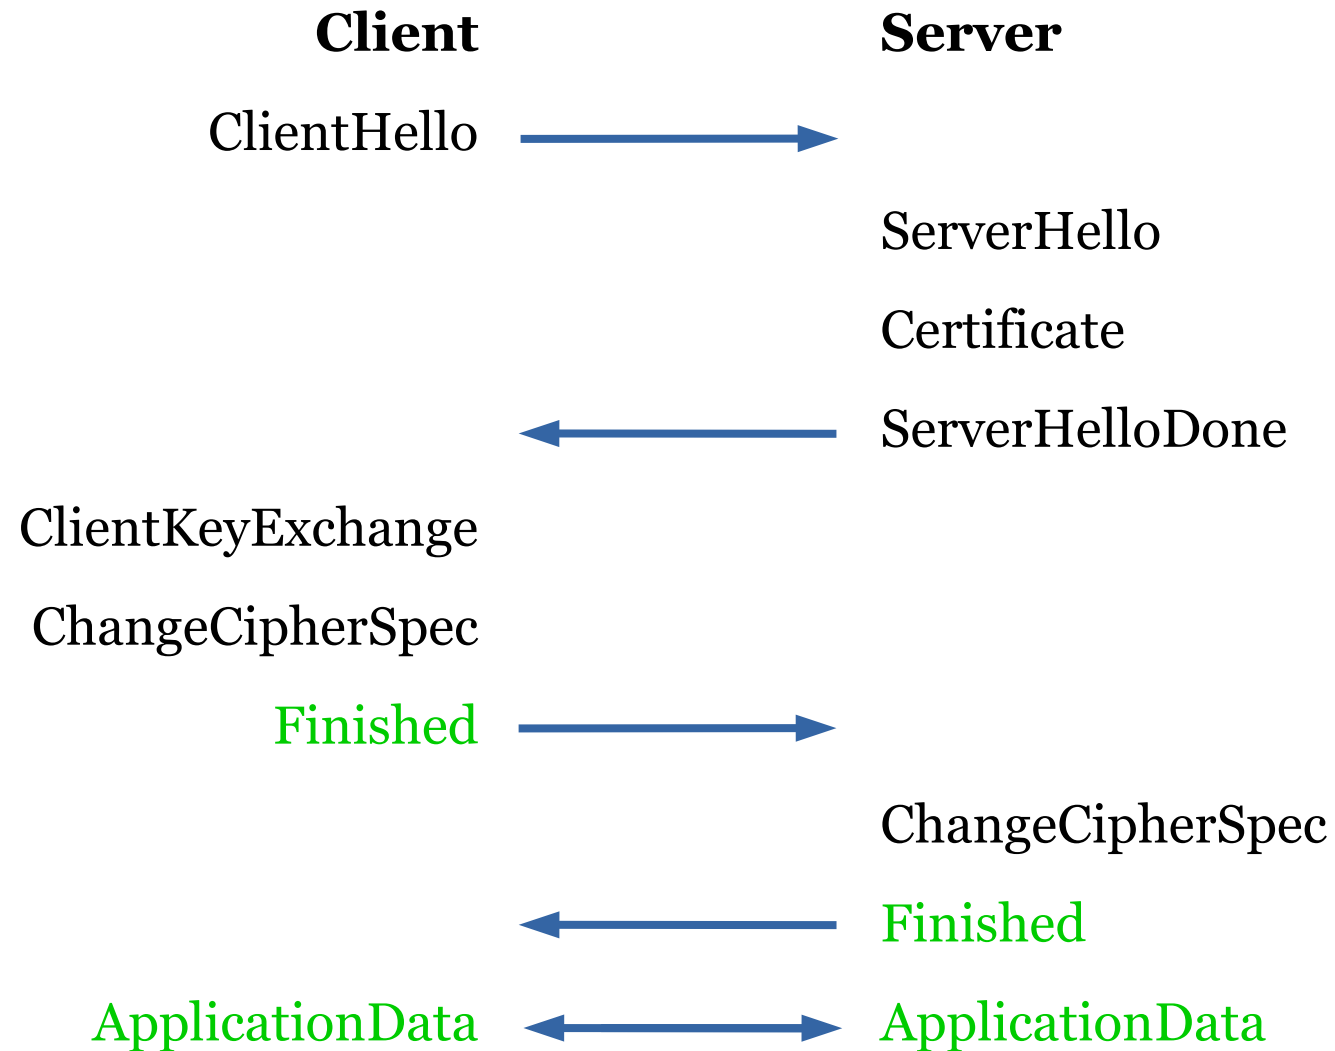 Client Server
ClientHello
ServerHello
Certificate
ServerHelloDone
ClientKeyExchange
ChangeCipherSpec
Finished
ChangeCipherSpec
Finished
ApplicationData ApplicationData